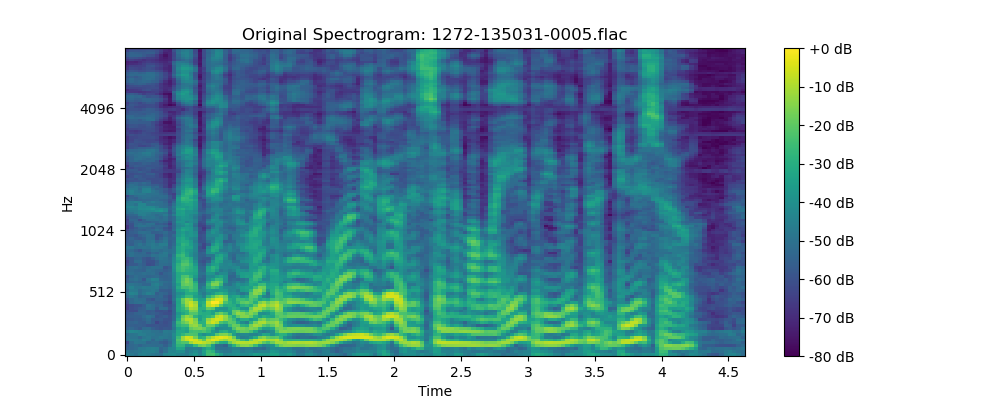 Original Spectrogram: 1272-135031-0005.flac
Hz
4096
2048
1024
512
0
0 0.5 1 1.5 2 2.5 3 3.5 4 4.5
Time
+0 dB
-10 dB
-20 dB
-30 dB
-40 dB
-50 dB
-60 dB
-70 dB
-80 dB